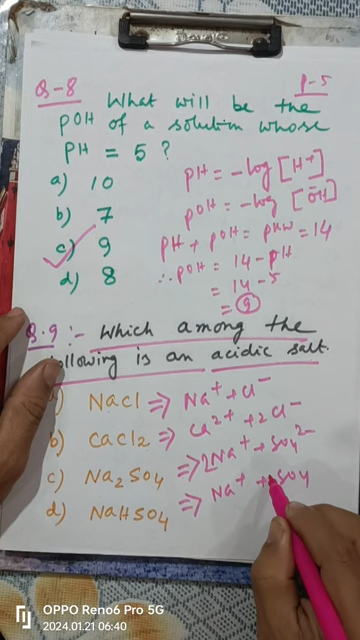 Q-8 What will be the P-5
pOH of a solution whose
pH = 5 ?
a) 10
b) 7
c) 9
d) 8
pH = -log [H+]
pOH = -log [OH-]
pH + pOH = pKw = 14
∴ pOH = 14 - pH
= 14 - 5
= 9
Q.9 :- Which among the
following is an acidic salt.
a) NaCl ⇒ Na+ + Cl-
b) CaCl2 ⇒ Ca2+ + 2Cl-
c) Na2SO4 ⇒ 2Na+ + SO4 2-
d) NaHSO4 ⇒ Na+ + SO4
OPPO Reno6 Pro 5G
2024.01.21 06:40